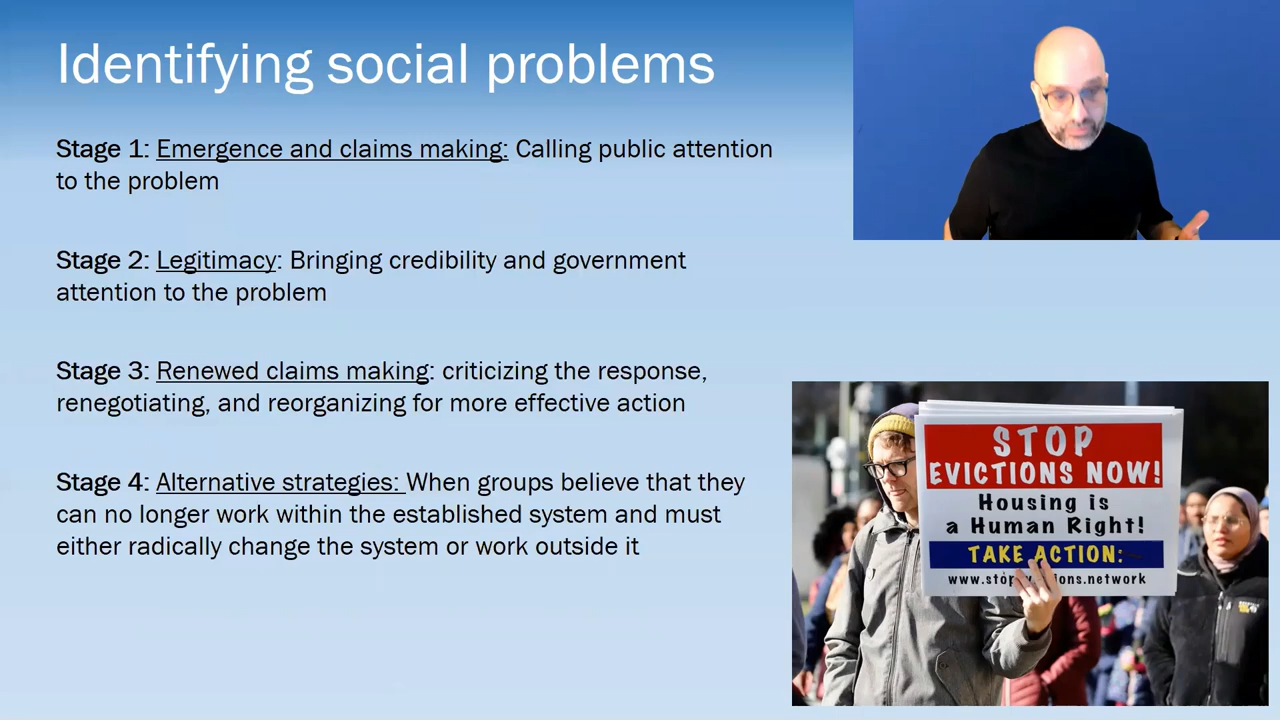 Identifying social problems
Stage 1: Emergence and claims making: Calling public attention
to the problem
Stage 2: Legitimacy: Bringing credibility and government
attention to the problem
Stage 3: Renewed claims making: criticizing the response,
renegotiating, and reorganizing for more effective action
Stage 4: Alternative strategies: When groups believe that they
can no longer work within the established system and must
either radically change the system or work outside it
STOP
EVICTIONS NOW!
Housing is
a Human Right!
TAKE ACTION: